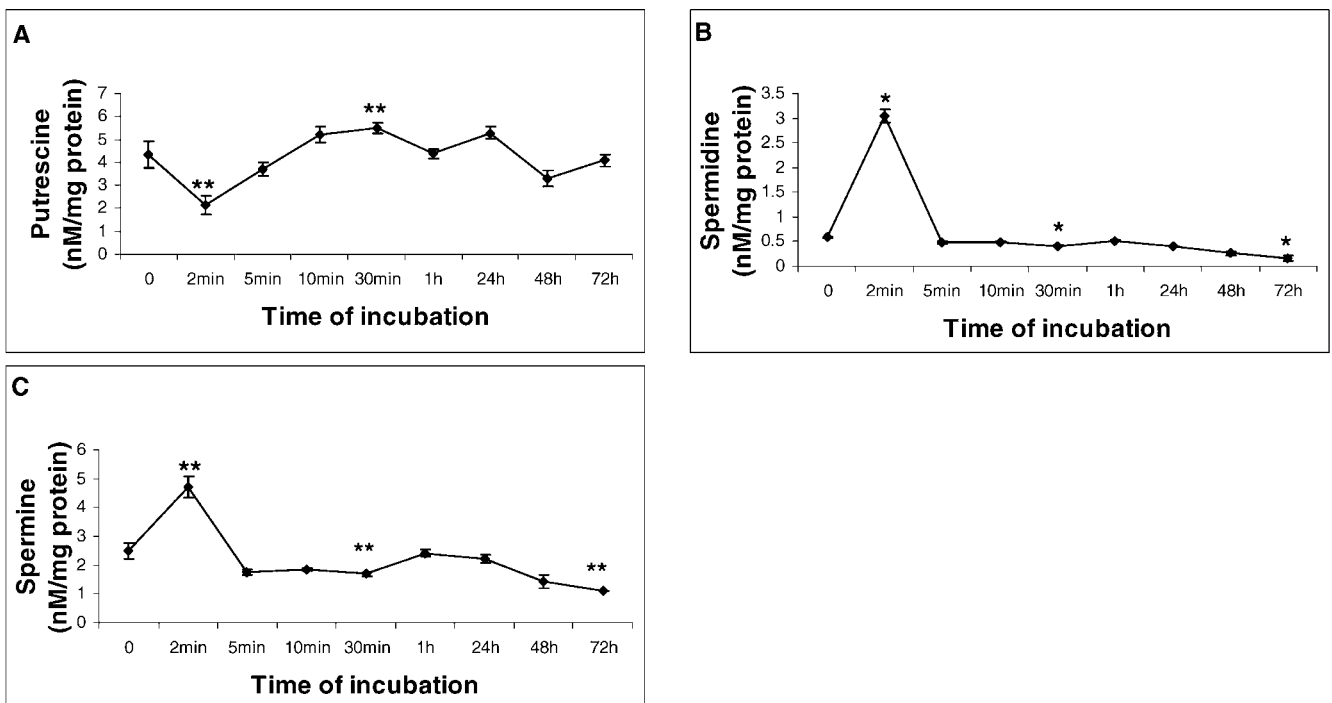 A
Putrescine
(nM/mg protein)
7
6
5
4
3
2
1
0
**
**
0 2min 5min 10min 30min 1h 24h 48h 72h
Time of incubation
B
Spermidine
(nM/mg protein)
3.5
3
2.5
2
1.5
1
0.5
0
*
*
*
0 2min 5min 10min 30min 1h 24h 48h 72h
Time of incubation
C
Spermine
(nM/mg protein)
6
5
4
3
2
1
0
**
**
**
0 2min 5min 10min 30min 1h 24h 48h 72h
Time of incubation